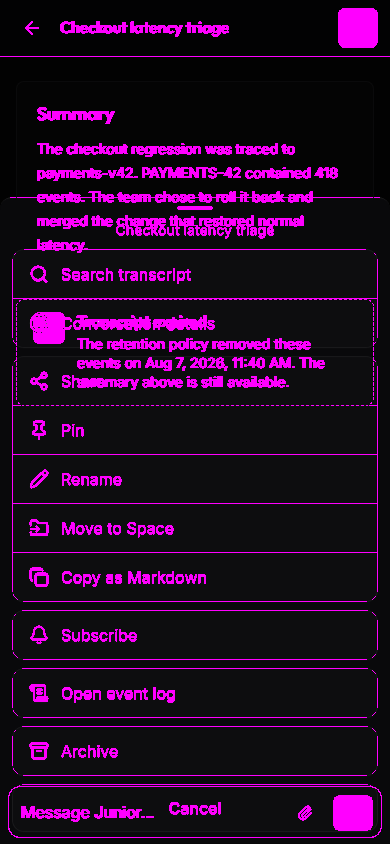 Checkout latency triage
Summary
The checkout regression was traced to
payments-v42. PAYMENTS-42 contained 418
events. The team chose to roll it back and
merged the change that restored normal
latency.
Checkout latency triage
Search transcript
The retention policy removed these
events on Aug 7, 2026, 11:40 AM. The
summary above is still available.
Share
Pin
Rename
Move to Space
Copy as Markdown
Subscribe
Open event log
Archive
Message Junior...
Cancel